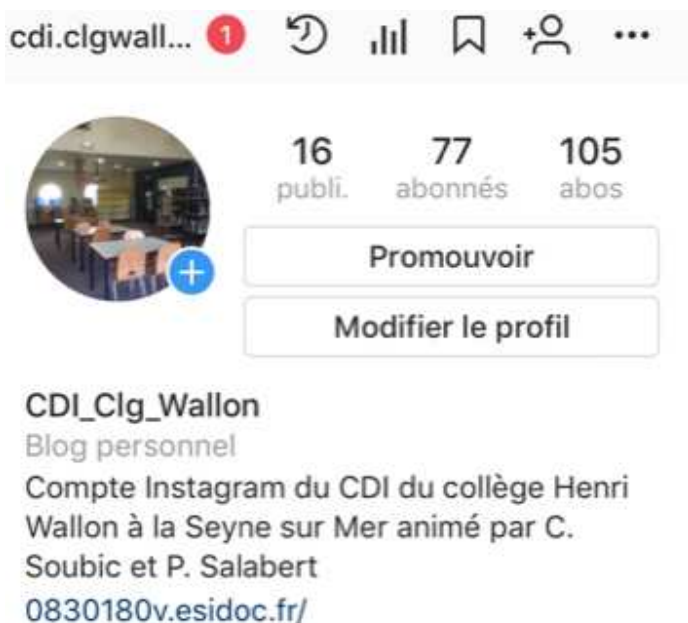 cdi.clgwall... 1
16 77 105
publi. abonnés abos
Promouvoir
Modifier le profil
CDI_Clg_Wallon
Blog personnel
Compte Instagram du CDI du collège Henri
Wallon à la Seyne sur Mer animé par C.
Soubic et P. Salabert
0830180v.esidoc.fr/